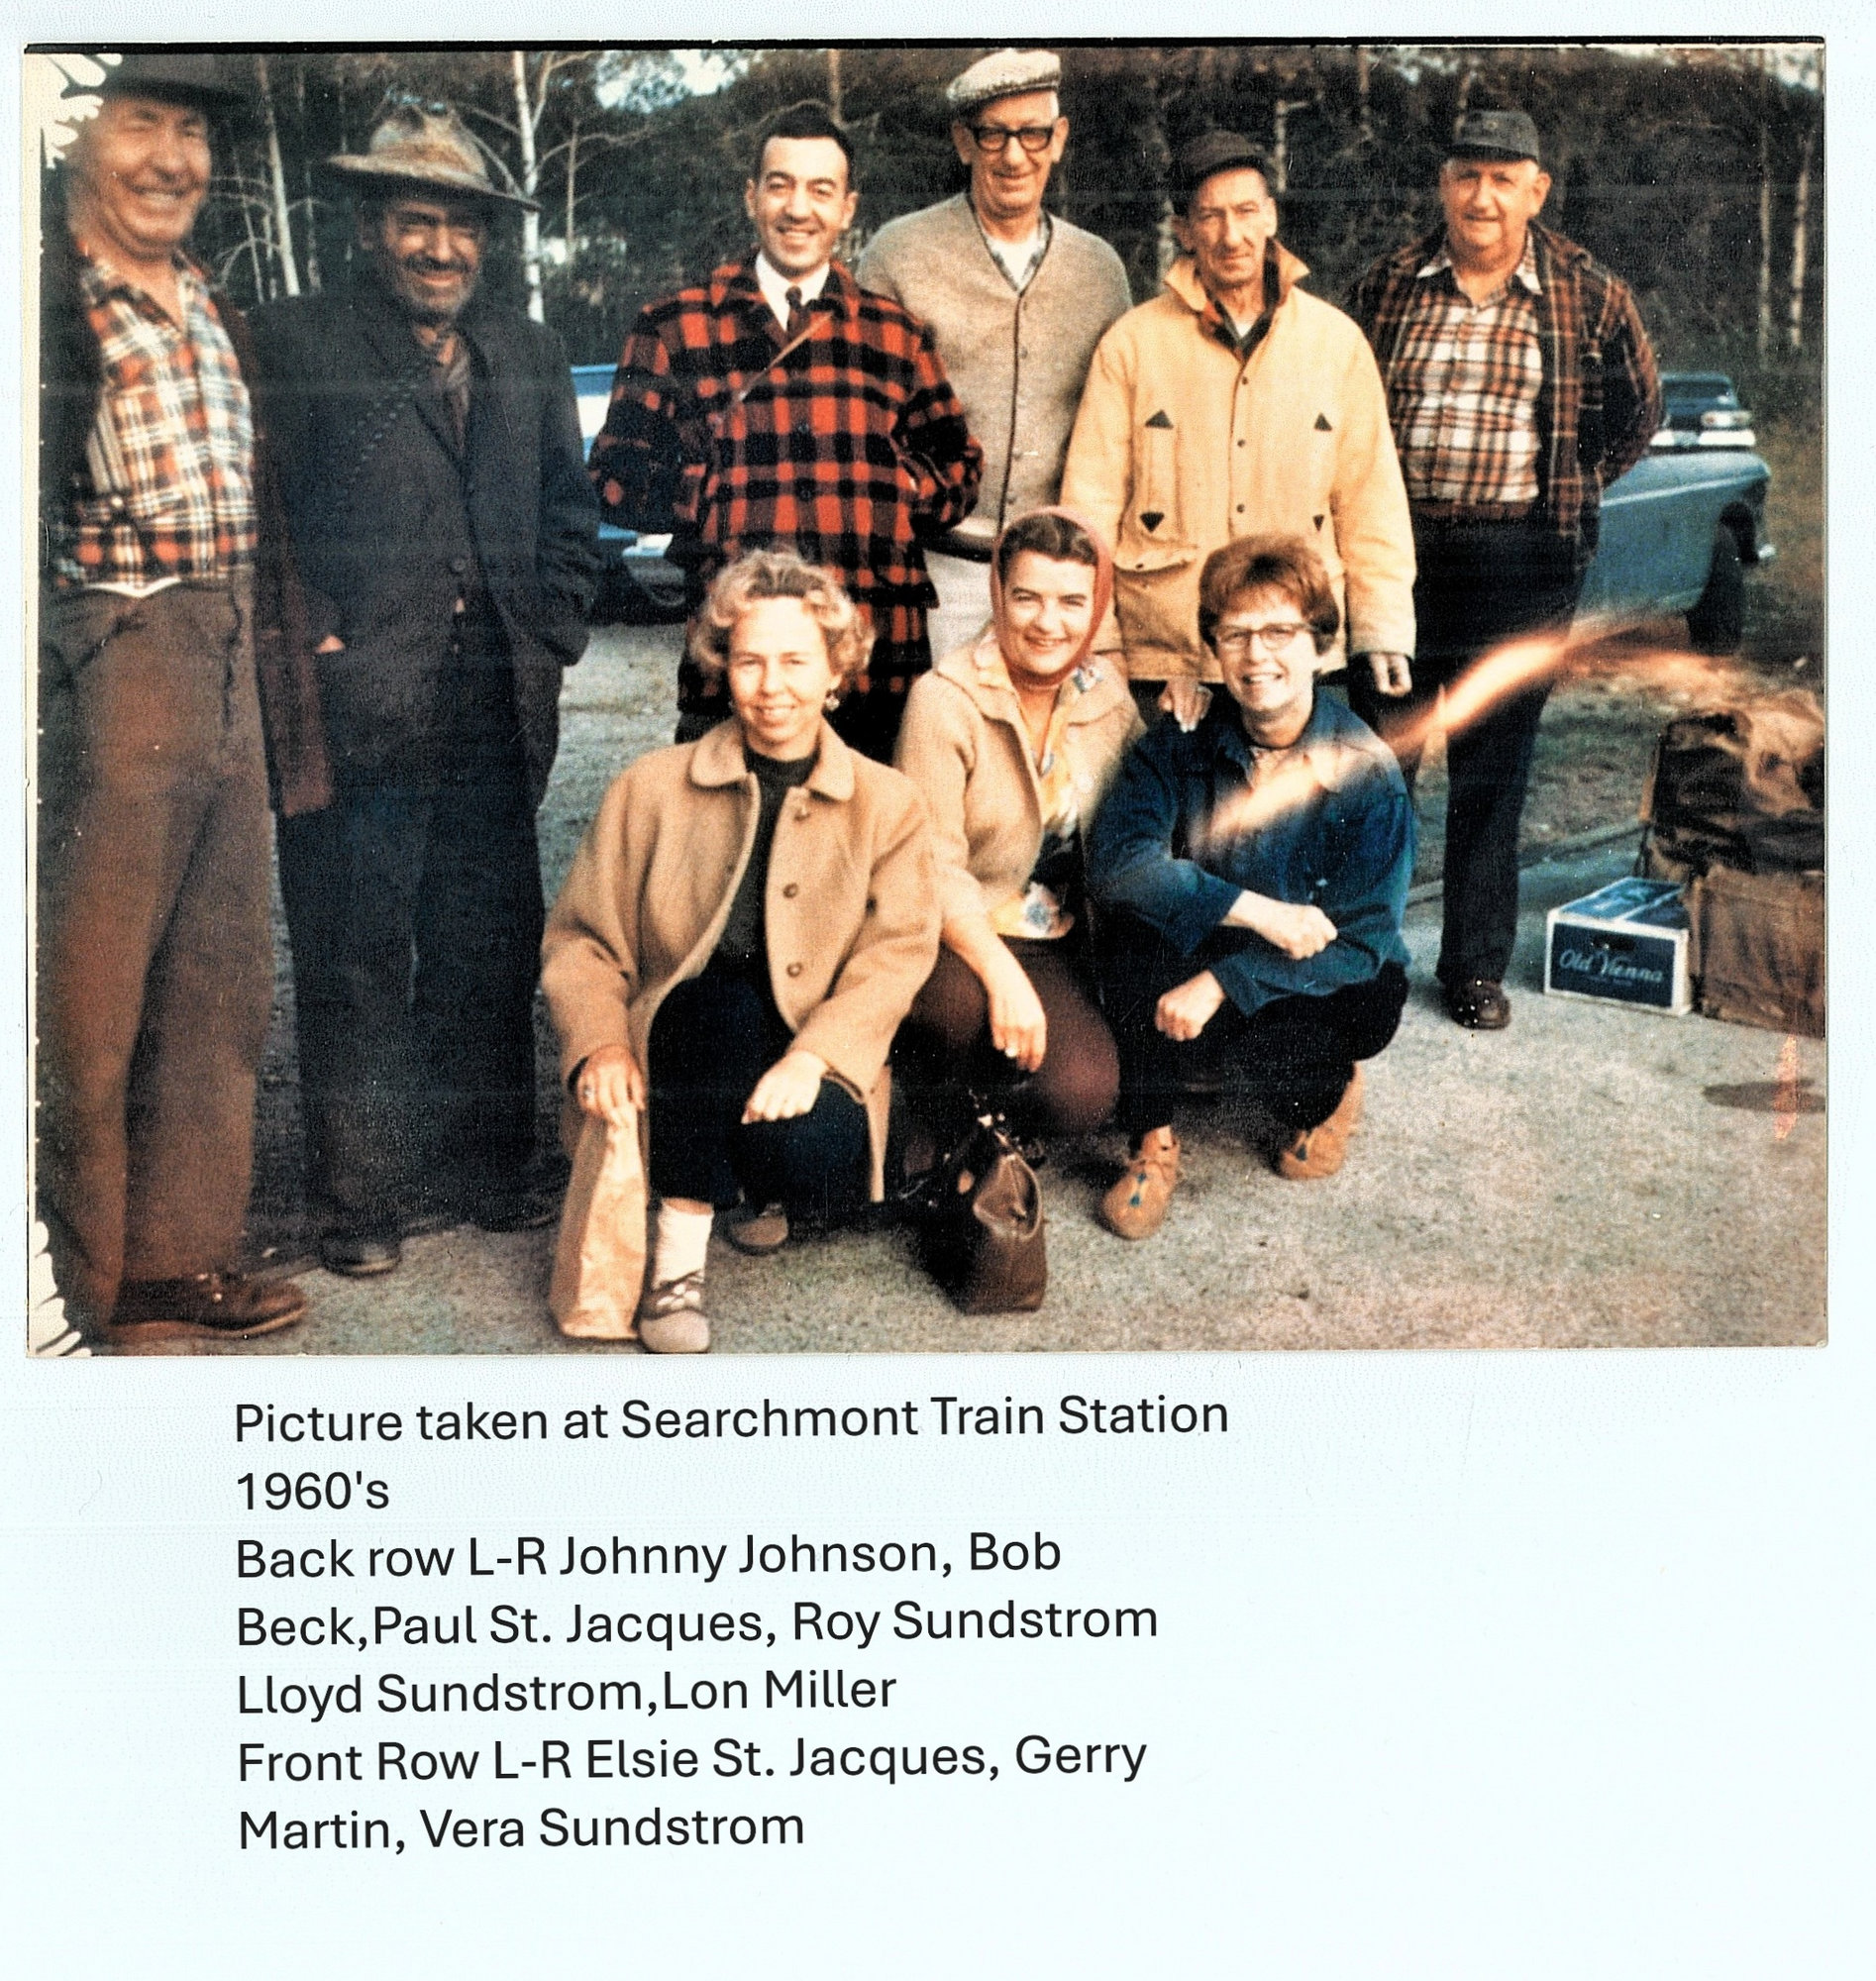 Old Vienna
Picture taken at Searchmont Train Station
1960's
Back row L-R Johnny Johnson, Bob
Beck,Paul St. Jacques, Roy Sundstrom
Lloyd Sundstrom,Lon Miller
Front Row L-R Elsie St. Jacques, Gerry
Martin, Vera Sundstrom